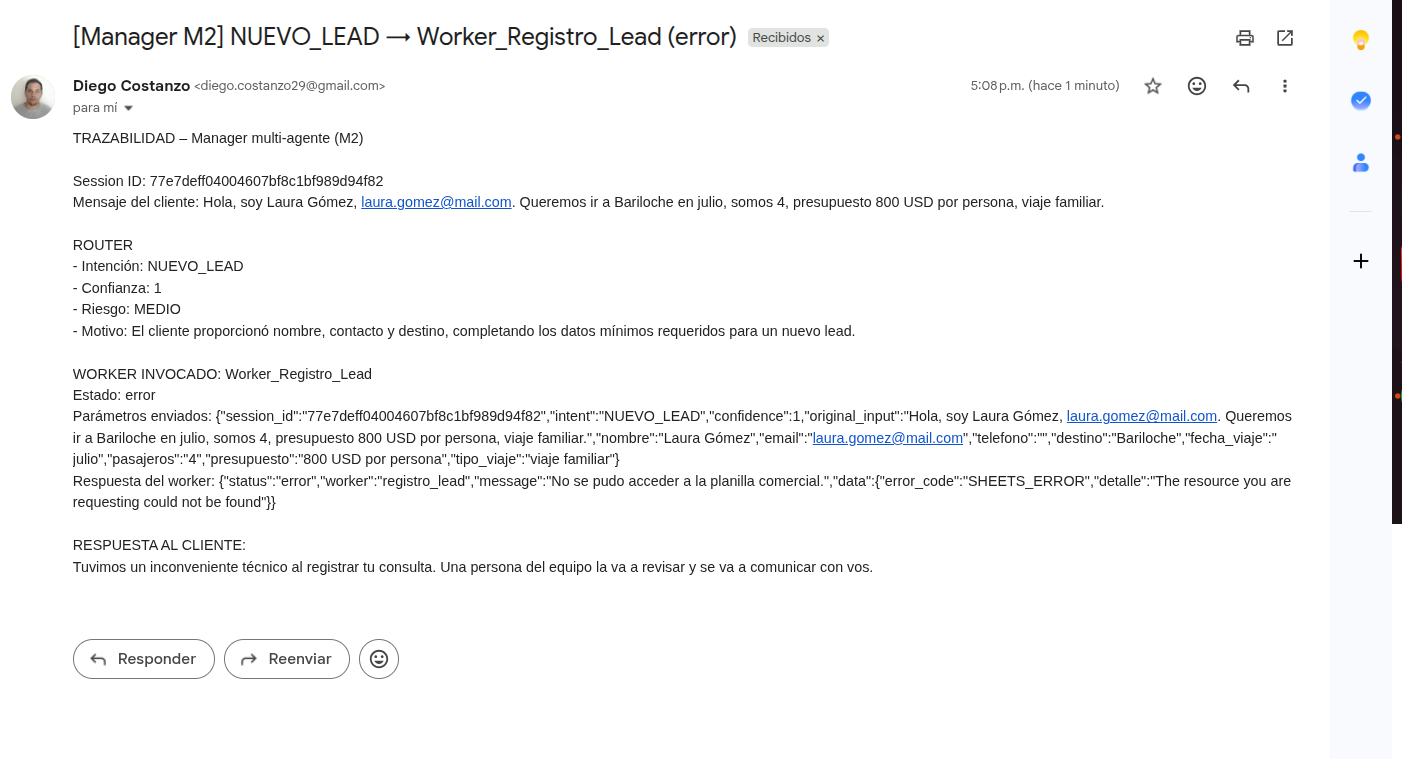 [Manager M2] NUEVO_LEAD → Worker_Registro_Lead (error) Recibidos ×
Diego Costanzo <diego.costanzo29@gmail.com> 5:08 p.m. (hace 1 minuto)
para mí
TRAZABILIDAD – Manager multi-agente (M2)
Session ID: 77e7deff04004607bf8c1bf989d94f82
Mensaje del cliente: Hola, soy Laura Gómez, laura.gomez@mail.com. Queremos ir a Bariloche en julio, somos 4, presupuesto 800 USD por persona, viaje familiar.
ROUTER
- Intención: NUEVO_LEAD
- Confianza: 1
- Riesgo: MEDIO
- Motivo: El cliente proporcionó nombre, contacto y destino, completando los datos mínimos requeridos para un nuevo lead.
WORKER INVOCADO: Worker_Registro_Lead
Estado: error
Parámetros enviados: {"session_id":"77e7deff04004607bf8c1bf989d94f82","intent":"NUEVO_LEAD","confidence":1,"original_input":"Hola, soy Laura Gómez, laura.gomez@mail.com. Queremos
ir a Bariloche en julio, somos 4, presupuesto 800 USD por persona, viaje familiar.","nombre":"Laura Gómez","email":"laura.gomez@mail.com","telefono":"","destino":"Bariloche","fecha_viaje":"
julio","pasajeros":"4","presupuesto":"800 USD por persona","tipo_viaje":"viaje familiar"}
Respuesta del worker: {"status":"error","worker":"registro_lead","message":"No se pudo acceder a la planilla comercial.","data":{"error_code":"SHEETS_ERROR","detalle":"The resource you are
requesting could not be found"}}
RESPUESTA AL CLIENTE:
Tuvimos un inconveniente técnico al registrar tu consulta. Una persona del equipo la va a revisar y se va a comunicar con vos.
Responder Reenviar